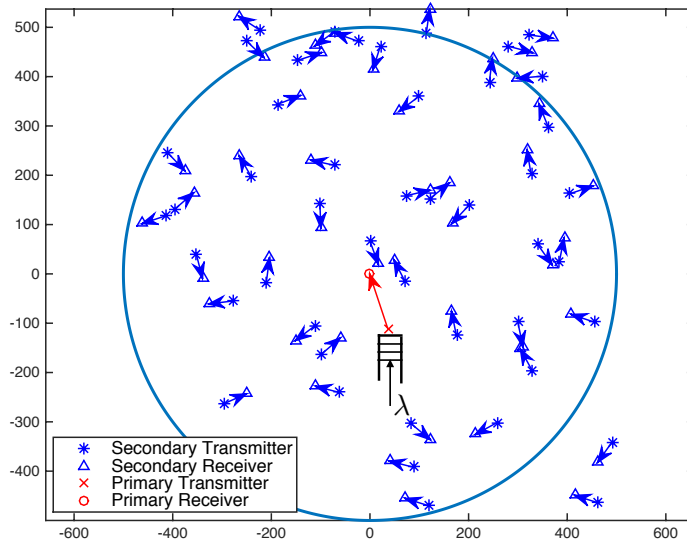 500
400
300
200
100
0
-100
-200
-300
-400
λ
Secondary Transmitter
Secondary Receiver
Primary Transmitter
Primary Receiver
-600 -400 -200 0 200 400 600